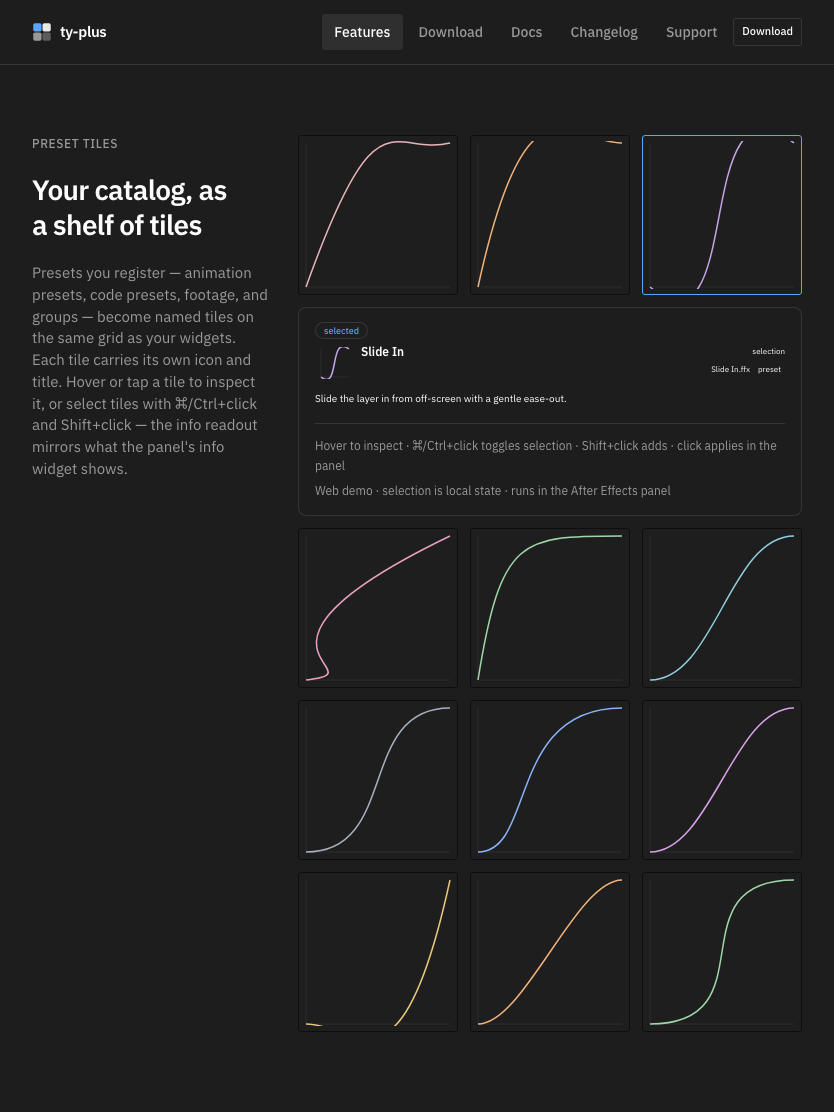 ty-plus
Features
Download
Docs
Changelog
Support
Download
PRESET TILES
Your catalog, as
a shelf of tiles
Presets you register — animation
presets, code presets, footage, and
groups — become named tiles on
the same grid as your widgets.
Each tile carries its own icon and
title. Hover or tap a tile to inspect
it, or select tiles with ⌘/Ctrl+click
and Shift+click — the info readout
mirrors what the panel's info
widget shows.
selected
Slide In
selection
Slide In.ffx preset
Slide the layer in from off-screen with a gentle ease-out.
Hover to inspect · ⌘/Ctrl+click toggles selection · Shift+click adds · click applies in the
panel
Web demo · selection is local state · runs in the After Effects panel